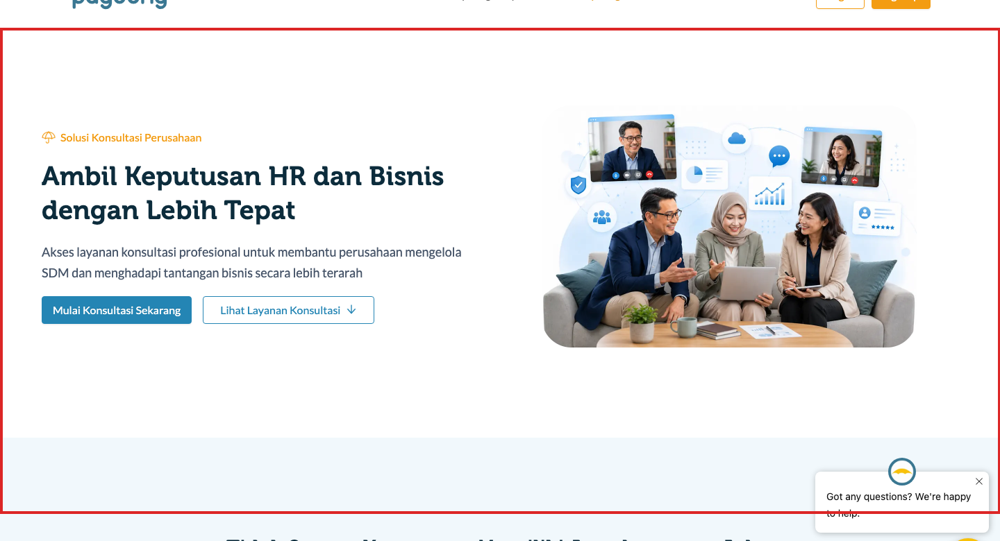 Solusi Konsultasi Perusahaan
Ambil Keputusan HR dan Bisnis
dengan Lebih Tepat
Akses layanan konsultasi profesional untuk membantu perusahaan mengelola
SDM dan menghadapi tantangan bisnis secara lebih terarah
Mulai Konsultasi Sekarang
Lihat Layanan Konsultasi
Got any questions? We're happy
to help.